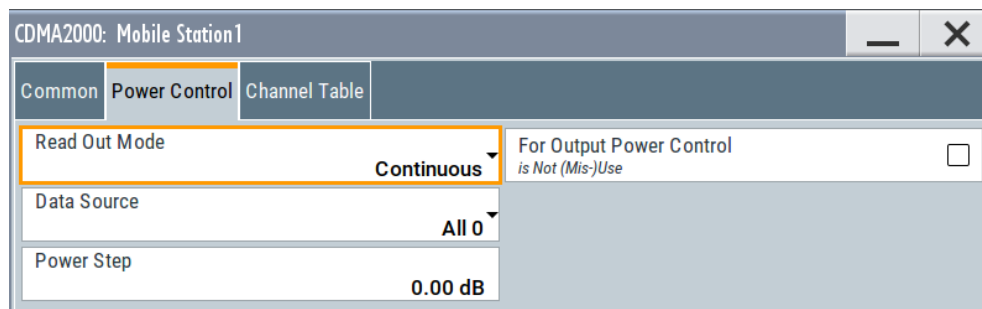 CDMA2000: Mobile Station1
Common Power Control Channel Table
Read Out Mode
Continuous
For Output Power Control
is Not (Mis-)Use
Data Source
All 0
Power Step
0.00 dB